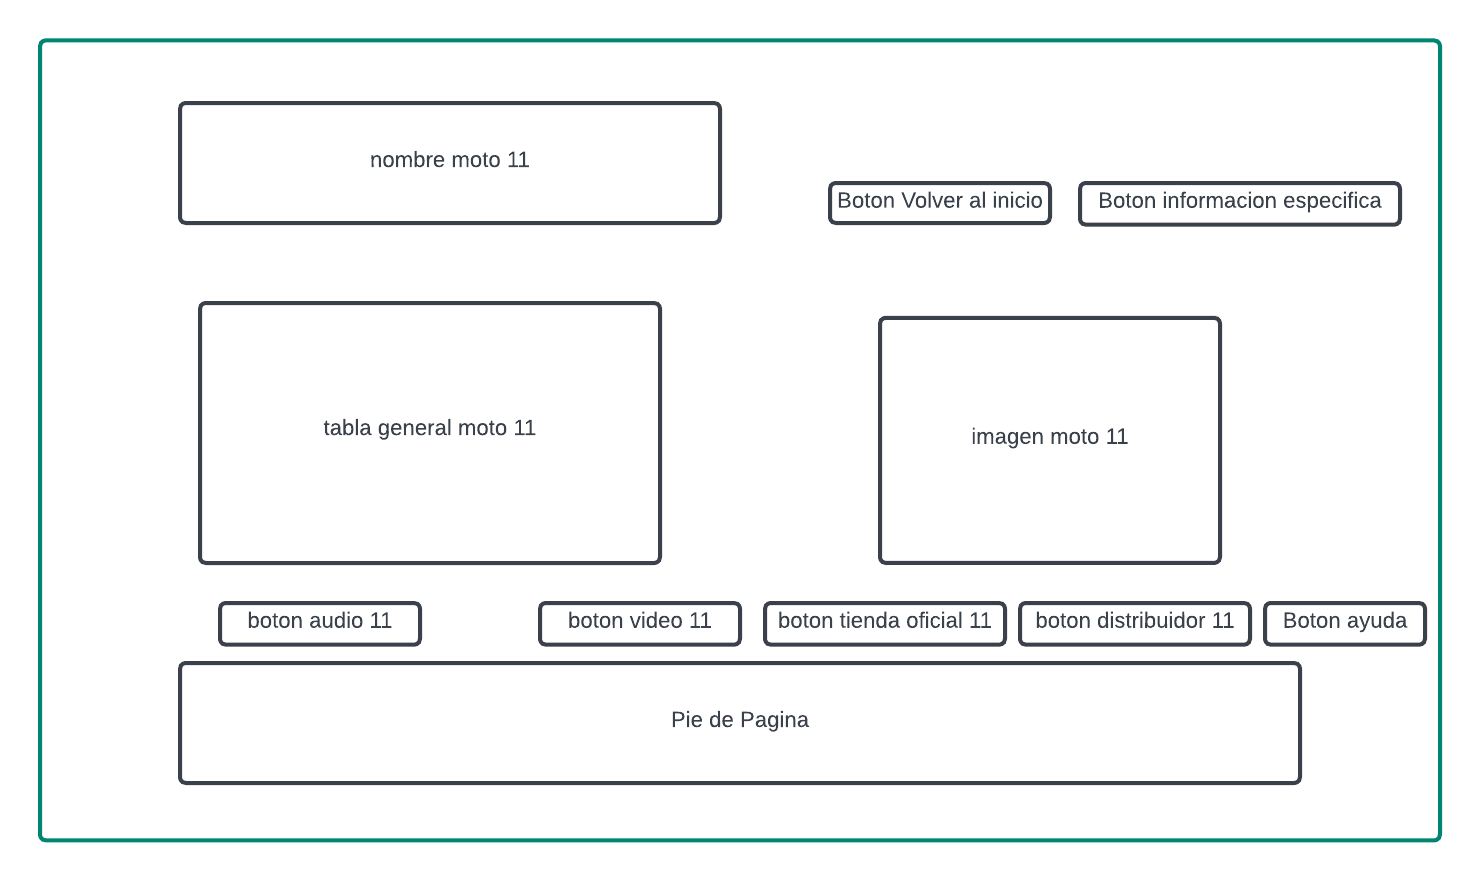 nombre moto 11
Boton Volver al inicio
Boton informacion especifica
tabla general moto 11
imagen moto 11
boton audio 11
boton video 11
boton tienda oficial 11
boton distribuidor 11
Boton ayuda
Pie de Pagina